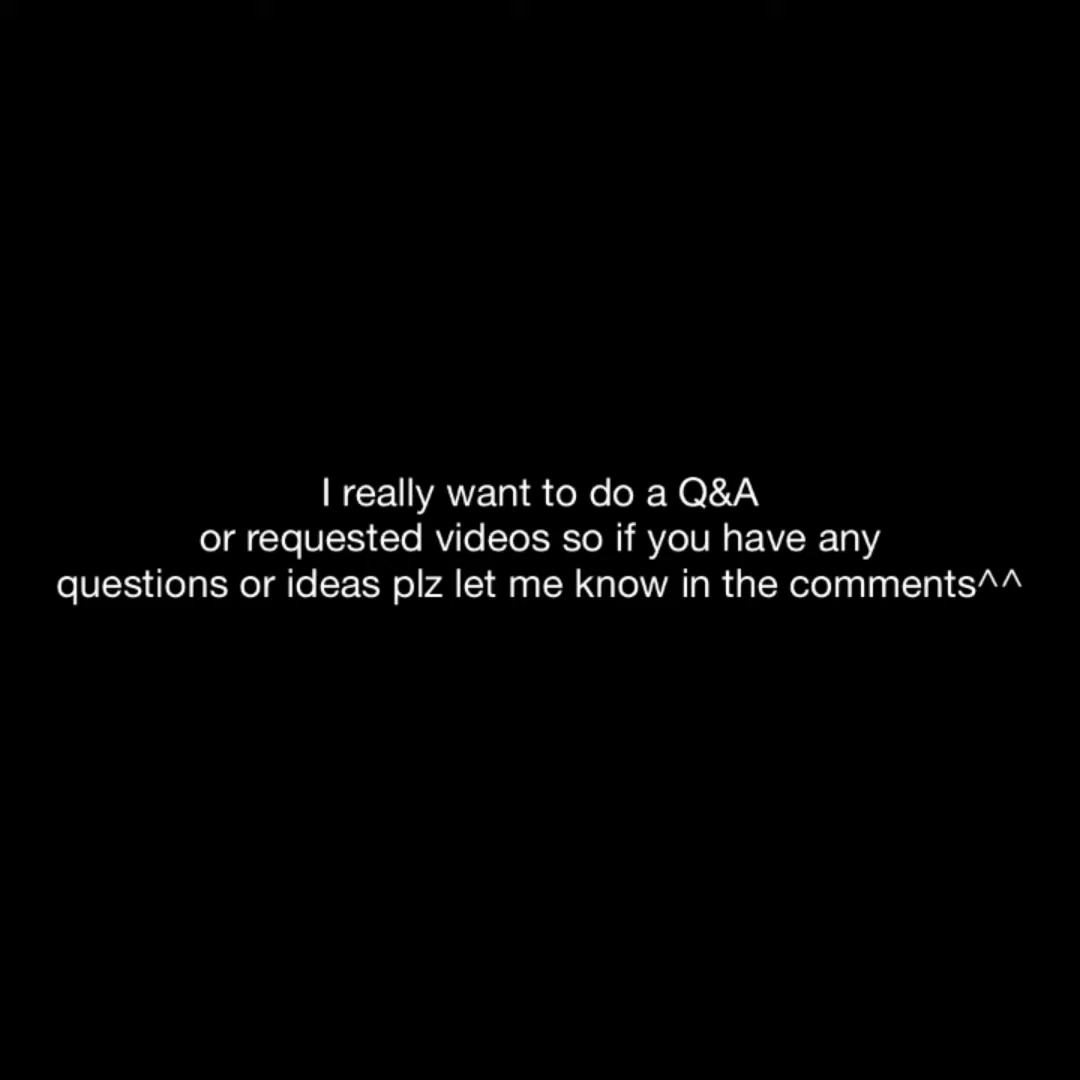 I really want to do a Q&A
or requested videos so if you have any
questions or ideas plz let me know in the comments^^